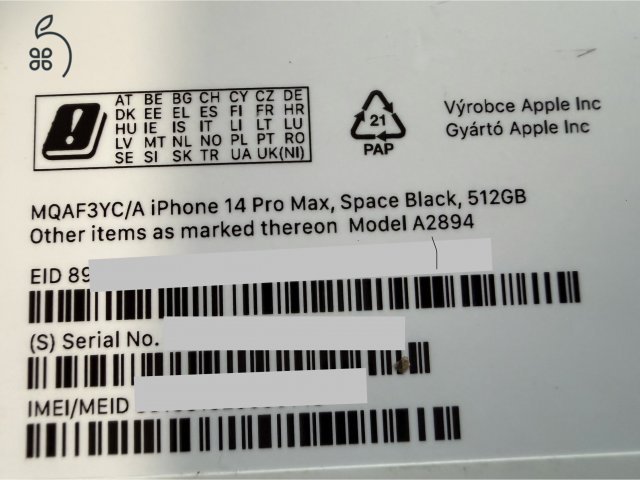 AT BE BG CH CY CZ DE
DK EE EL ES FI FR HR
HU IE IS IT LI LT LU
LV MT NL NO PL PT RO
SE SI SK TR UA UK(NI)
21
PAP
Výrobce Apple Inc
Gyártó Apple Inc
MQAF3YC/A iPhone 14 Pro Max, Space Black, 512GB
Other items as marked thereon Model A2894
EID 89
(S) Serial No.
IMEI/MEID